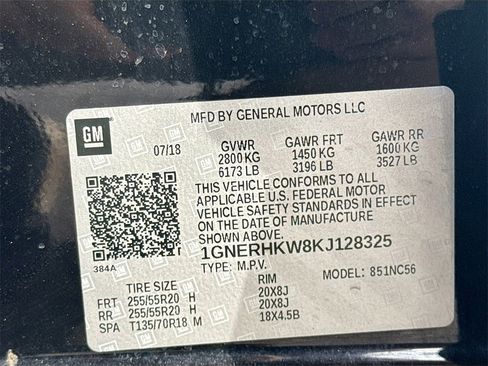 MFD BY GENERAL MOTORS LLC
GM
07/18 GVWR GAWR FRT GAWR RR
2800 KG 1450 KG 1600 KG
6173 LB 3196 LB 3527 LB
THIS VEHICLE CONFORMS TO ALL
APPLICABLE U.S. FEDERAL MOTOR
VEHICLE SAFETY STANDARDS IN EFFECT
ON THE DATE OF MANUFACTURE
SHOWN ABOVE.
384A
1GNERHKW8KJ128325
TYPE: M.P.V. MODEL: 851NC56
TIRE SIZE RIM
FRT 255/55R20 H 20X8J
RR 255/55R20 H 20X8J
SPA T135/70R18 M 18X4.5B